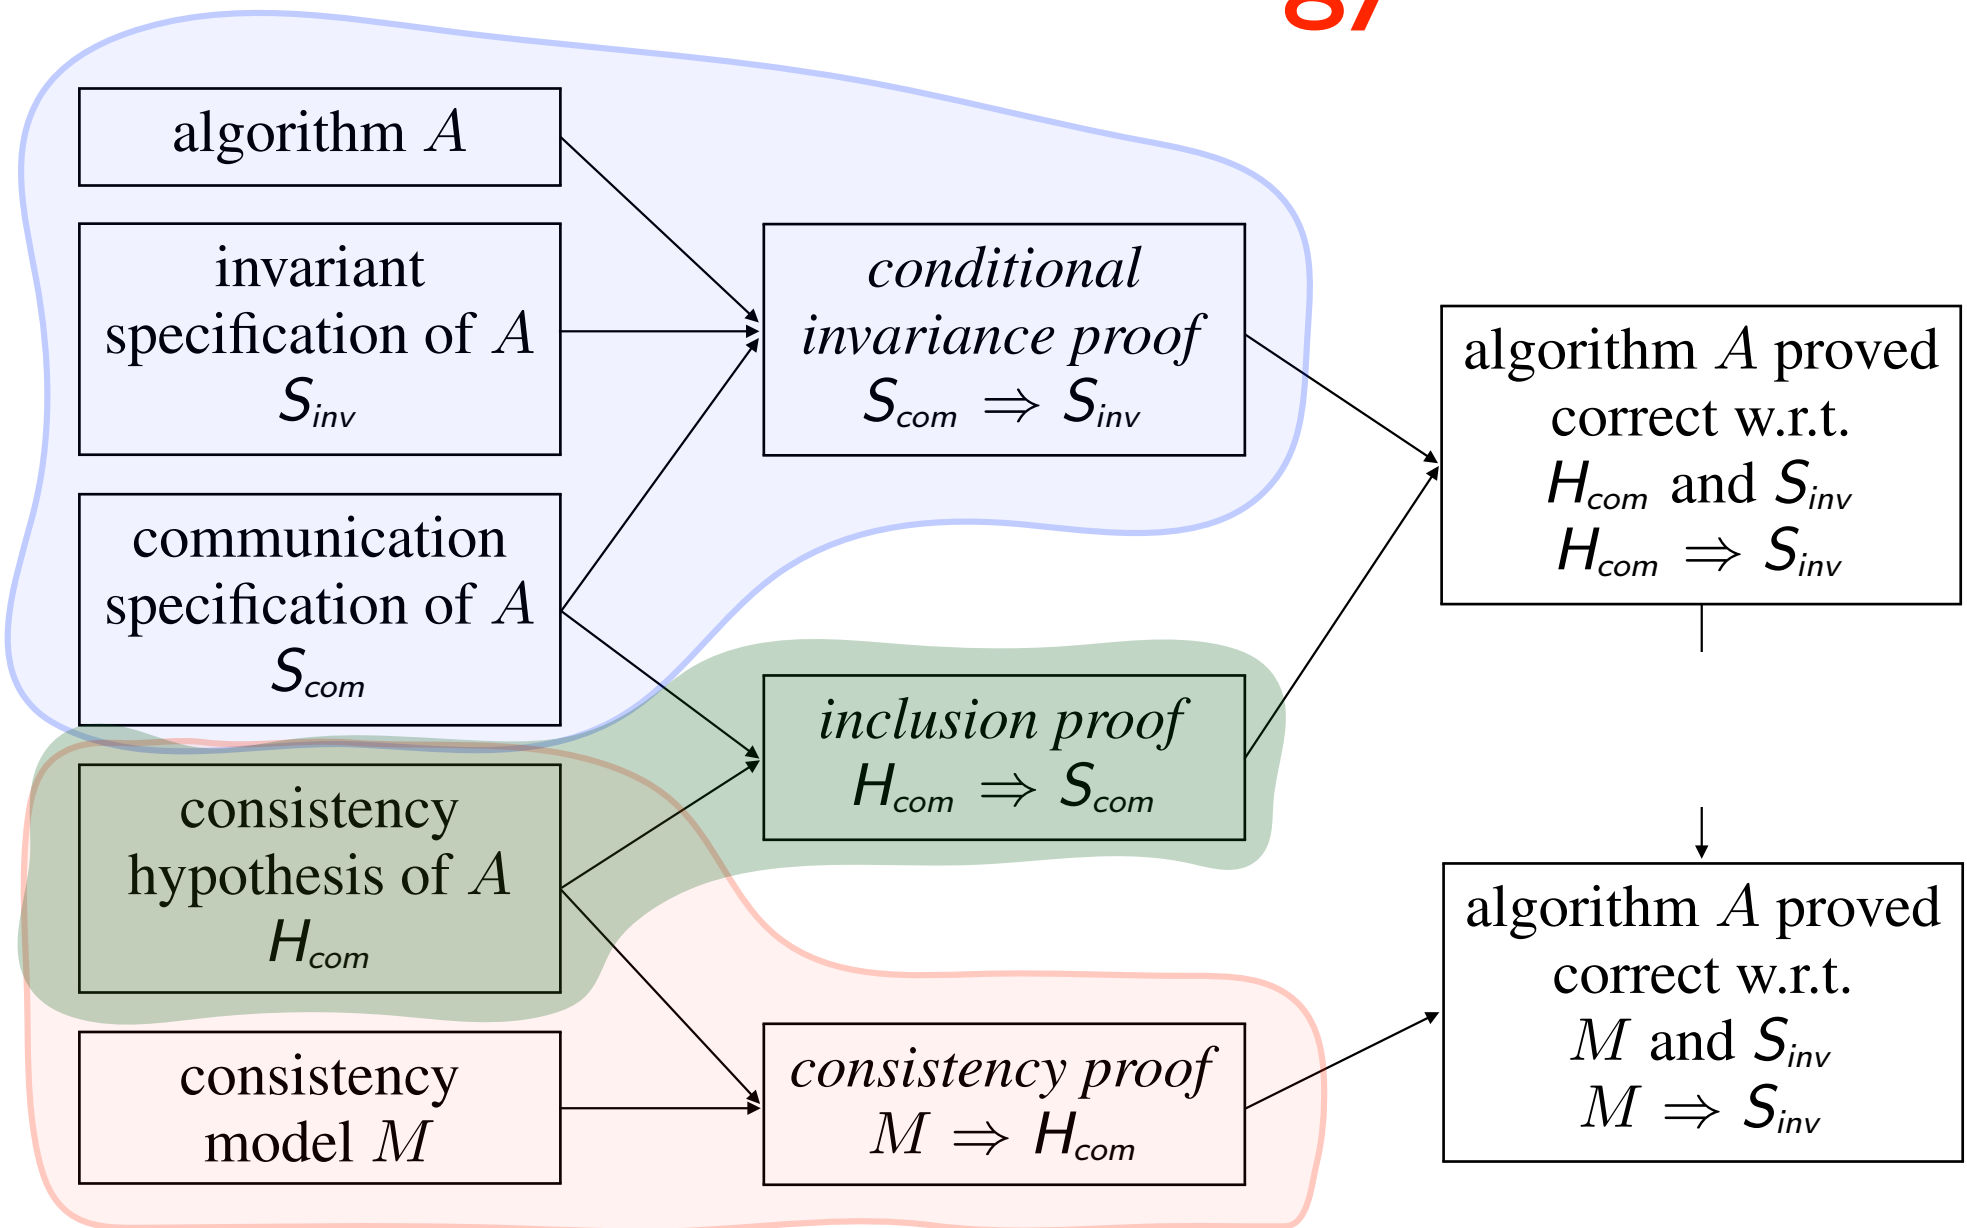 algorithm A
invariant
specification of A
S_inv
communication
specification of A
S_com
consistency
hypothesis of A
H_com
consistency
model M
conditional
invariance proof
S_com ⇒ S_inv
inclusion proof
H_com ⇒ S_com
consistency proof
M ⇒ H_com
algorithm A proved
correct w.r.t.
H_com and S_inv
H_com ⇒ S_inv
algorithm A proved
correct w.r.t.
M and S_inv
M ⇒ S_inv